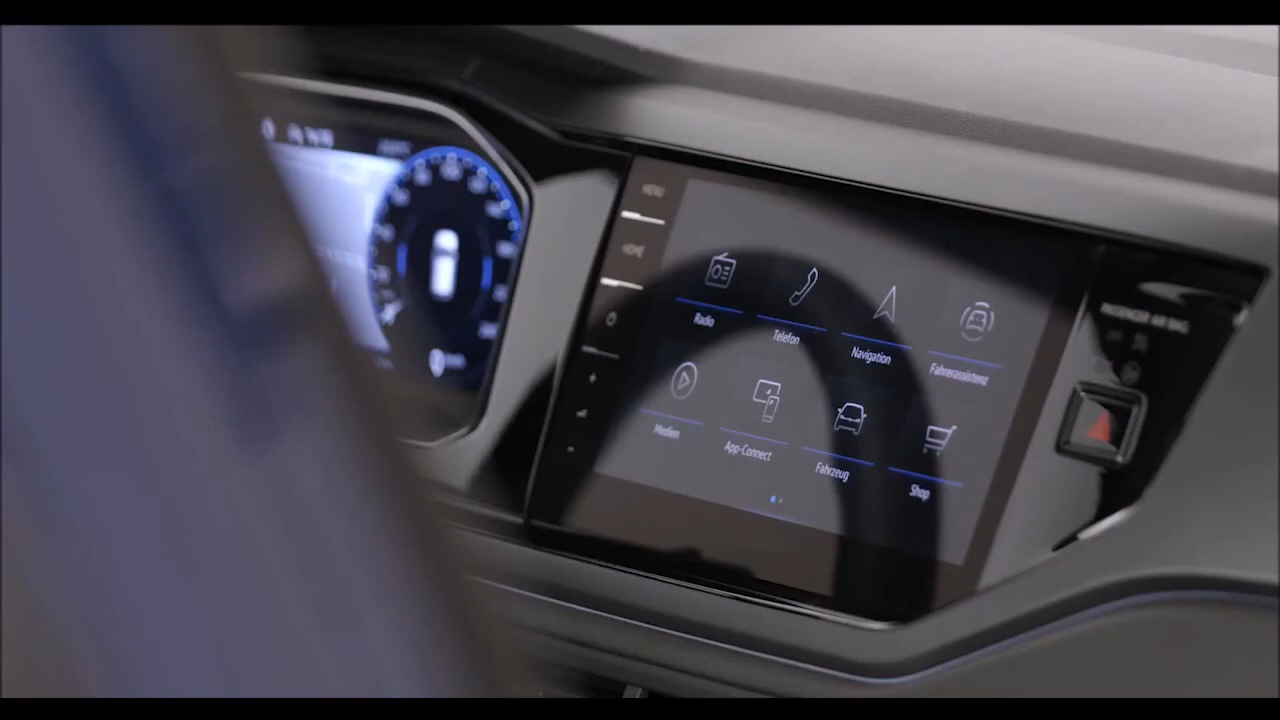 MENU
HOME
Radio
Telefon
Navigation
Fahrerassistenz
Medien
App-Connect
Fahrzeug
Shop
PASSENGER AIR BAG